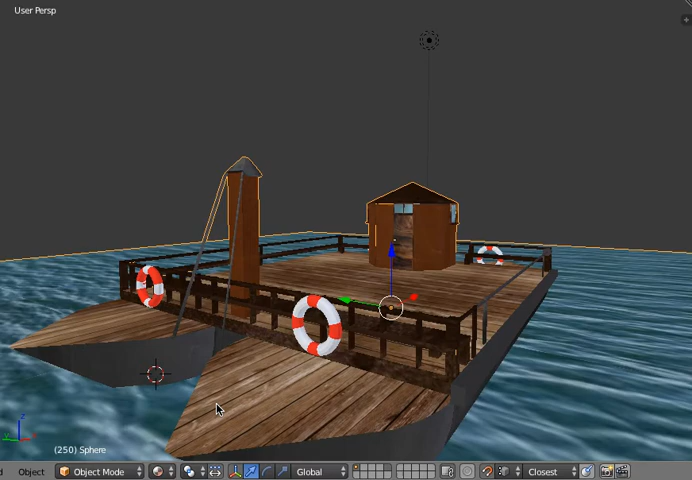 User Persp
(250) Sphere
Object
Object Mode
Global
Closest